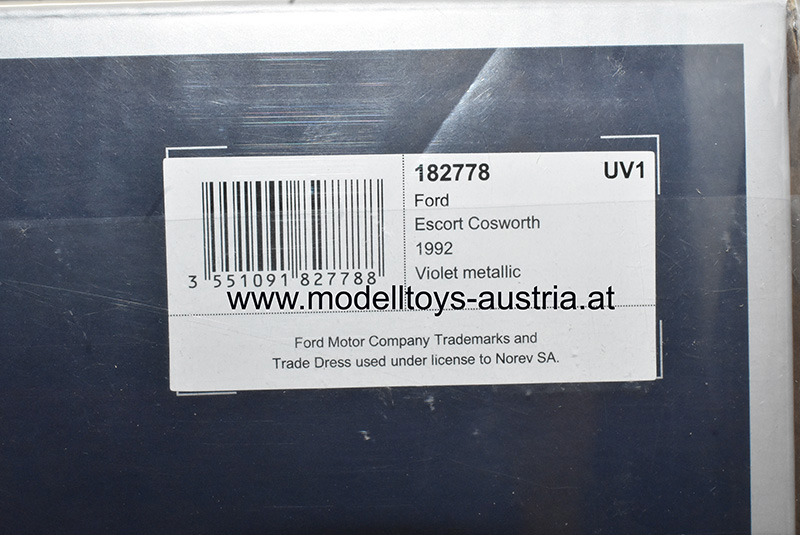 182778 UV1
Ford
Escort Cosworth
1992
Violet metallic
3 551091 827788
www.modelltoys-austria.at
Ford Motor Company Trademarks and
Trade Dress used under license to Norev SA.